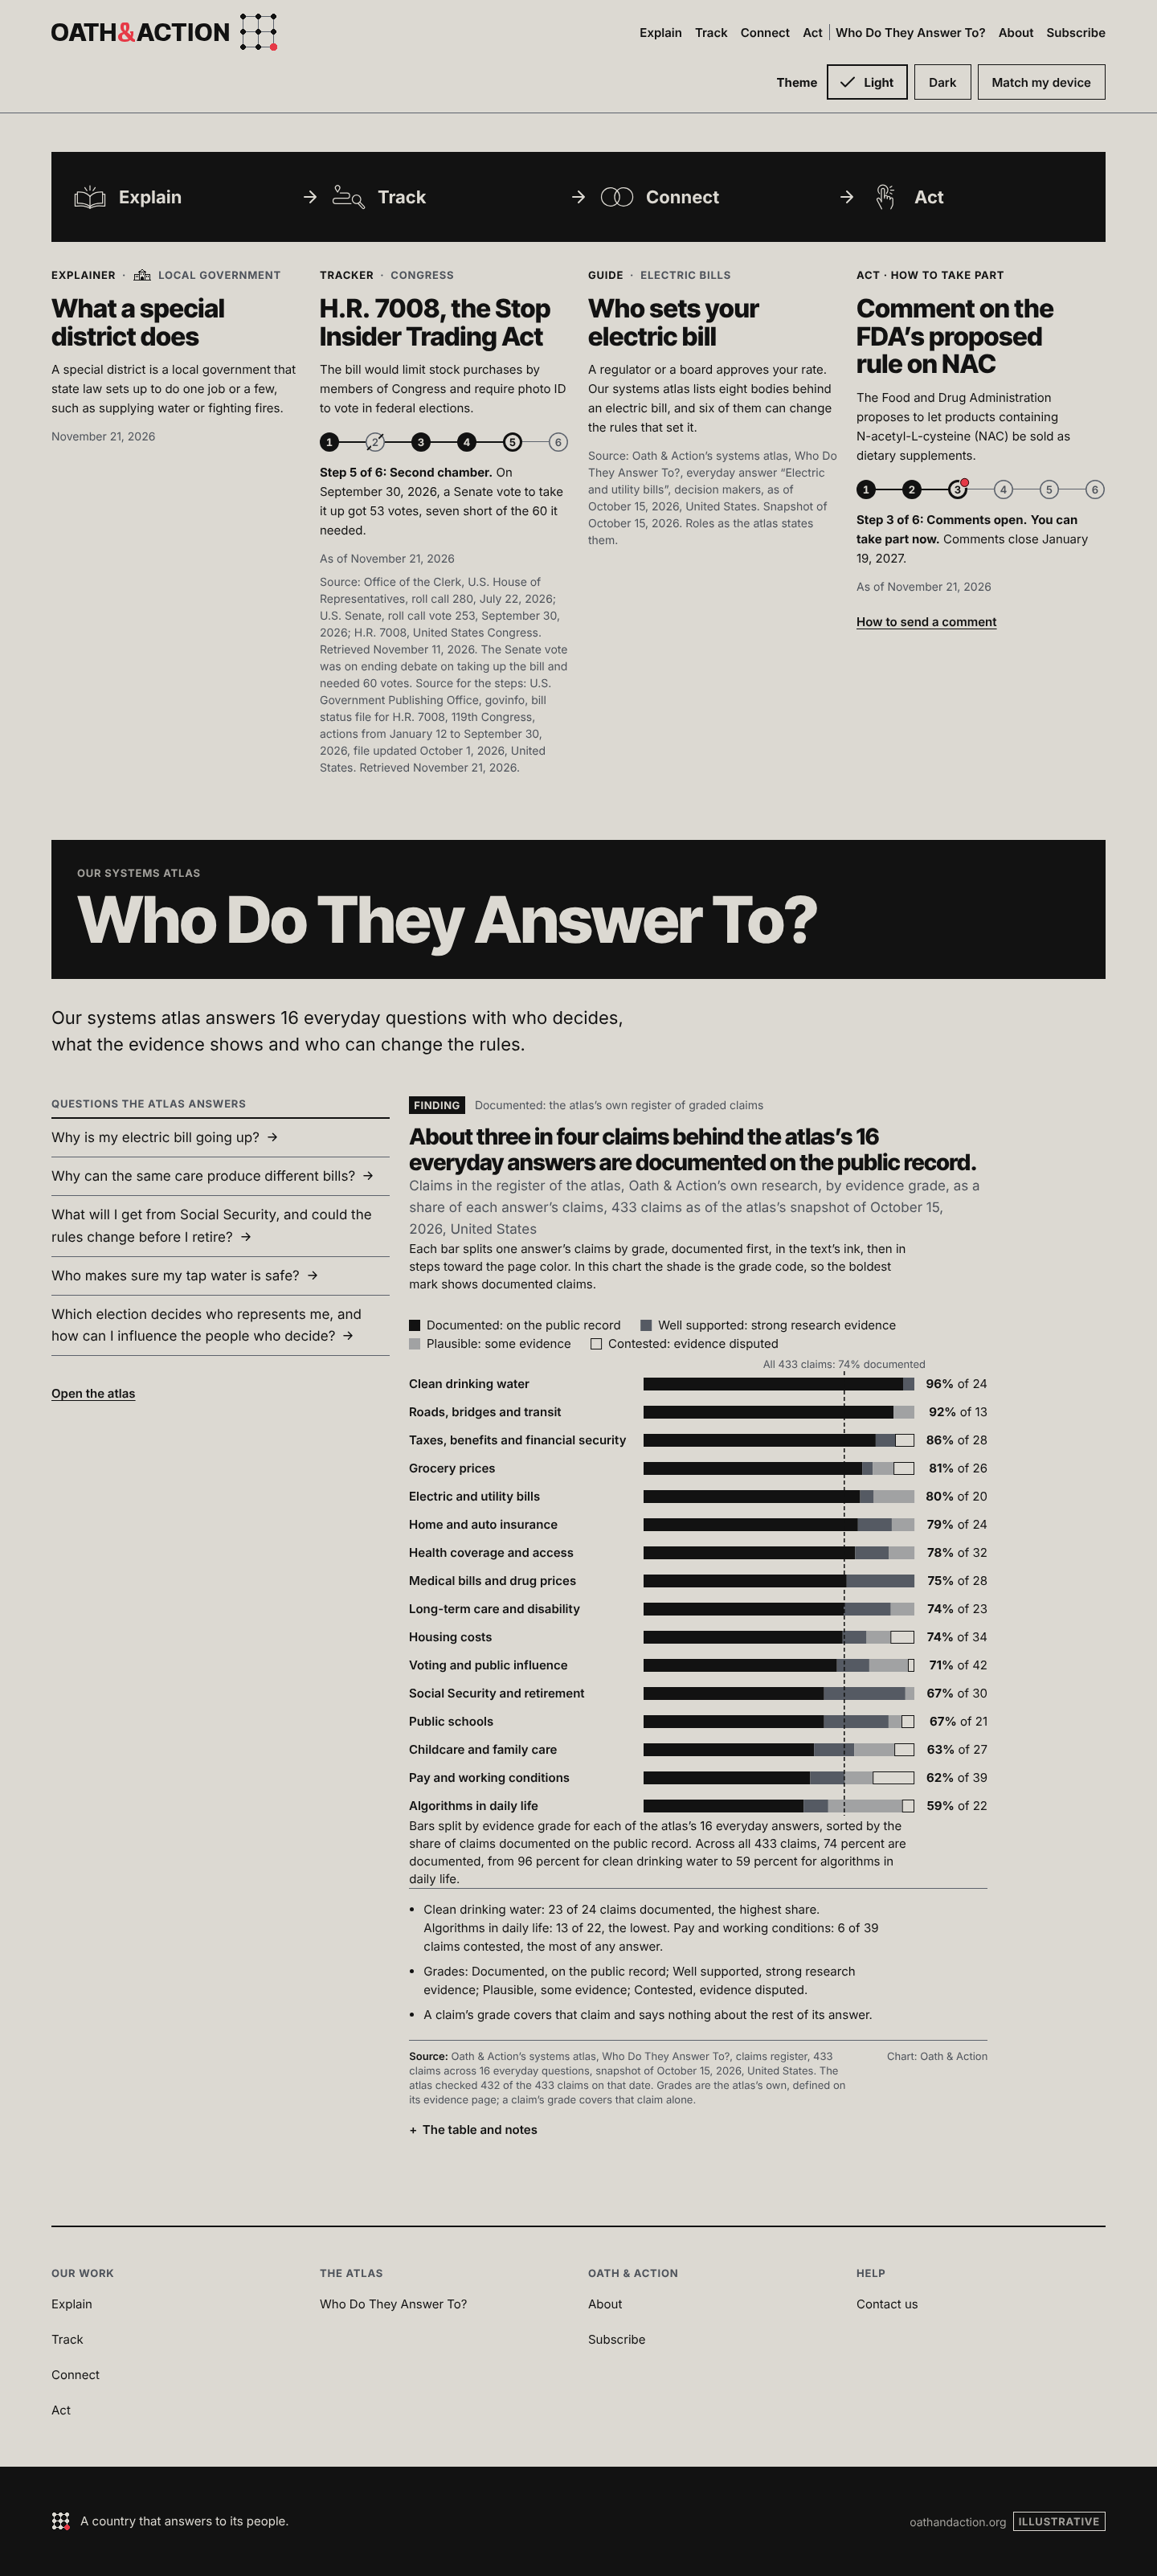 OATH&ACTION
Explain Track Connect Act Who Do They Answer To? About Subscribe
Theme Light Dark Match my device
Explain → Track → Connect → Act
EXPLAINER · LOCAL GOVERNMENT
What a special
district does
A special district is a local government that
state law sets up to do one job or a few,
such as supplying water or fighting fires.
November 21, 2026
TRACKER · CONGRESS
H.R. 7008, the Stop
Insider Trading Act
The bill would limit stock purchases by
members of Congress and require photo ID
to vote in federal elections.
1 2 3 4 5 6
Step 5 of 6: Second chamber. On
September 30, 2026, a Senate vote to take
it up got 53 votes, seven short of the 60 it
needed.
As of November 21, 2026
Source: Office of the Clerk, U.S. House of
Representatives, roll call 280, July 22, 2026;
U.S. Senate, roll call vote 253, September 30,
2026; H.R. 7008, United States Congress.
Retrieved November 11, 2026. The Senate vote
was on ending debate on taking up the bill and
needed 60 votes. Source for the steps: U.S.
Government Publishing Office, govinfo, bill
status file for H.R. 7008, 119th Congress,
actions from January 12 to September 30,
2026, file updated October 1, 2026, United
States. Retrieved November 21, 2026.
GUIDE · ELECTRIC BILLS
Who sets your
electric bill
A regulator or a board approves your rate.
Our systems atlas lists eight bodies behind
an electric bill, and six of them can change
the rules that set it.
Source: Oath & Action’s systems atlas, Who Do
They Answer To?, everyday answer “Electric
and utility bills”, decision makers, as of
October 15, 2026, United States. Snapshot of
October 15, 2026. Roles as the atlas states
them.
ACT · HOW TO TAKE PART
Comment on the
FDA’s proposed
rule on NAC
The Food and Drug Administration
proposes to let products containing
N-acetyl-L-cysteine (NAC) be sold as
dietary supplements.
1 2 3 4 5 6
Step 3 of 6: Comments open. You can
take part now. Comments close January
19, 2027.
As of November 21, 2026
How to send a comment
OUR SYSTEMS ATLAS
Who Do They Answer To?
Our systems atlas answers 16 everyday questions with who decides,
what the evidence shows and who can change the rules.
QUESTIONS THE ATLAS ANSWERS
Why is my electric bill going up? →
Why can the same care produce different bills? →
What will I get from Social Security, and could the
rules change before I retire? →
Who makes sure my tap water is safe? →
Which election decides who represents me, and
how can I influence the people who decide? →
Open the atlas
FINDING Documented: the atlas’s own register of graded claims
About three in four claims behind the atlas’s 16
everyday answers are documented on the public record.
Claims in the register of the atlas, Oath & Action’s own research, by evidence grade, as a
share of each answer’s claims, 433 claims as of the atlas’s snapshot of October 15,
2026, United States
Each bar splits one answer’s claims by grade, documented first, in the text’s ink, then in
steps toward the page color. In this chart the shade is the grade code, so the boldest
mark shows documented claims.
Documented: on the public record Well supported: strong research evidence
Plausible: some evidence Contested: evidence disputed
All 433 claims: 74% documented
Clean drinking water 96% of 24
Roads, bridges and transit 92% of 13
Taxes, benefits and financial security 86% of 28
Grocery prices 81% of 26
Electric and utility bills 80% of 20
Home and auto insurance 79% of 24
Health coverage and access 78% of 32
Medical bills and drug prices 75% of 28
Long-term care and disability 74% of 23
Housing costs 74% of 34
Voting and public influence 71% of 42
Social Security and retirement 67% of 30
Public schools 67% of 21
Childcare and family care 63% of 27
Pay and working conditions 62% of 39
Algorithms in daily life 59% of 22
Bars split by evidence grade for each of the atlas’s 16 everyday answers, sorted by the
share of claims documented on the public record. Across all 433 claims, 74 percent are
documented, from 96 percent for clean drinking water to 59 percent for algorithms in
daily life.
• Clean drinking water: 23 of 24 claims documented, the highest share.
Algorithms in daily life: 13 of 22, the lowest. Pay and working conditions: 6 of 39
claims contested, the most of any answer.
• Grades: Documented, on the public record; Well supported, strong research
evidence; Plausible, some evidence; Contested, evidence disputed.
• A claim’s grade covers that claim and says nothing about the rest of its answer.
Source: Oath & Action’s systems atlas, Who Do They Answer To?, claims register, 433
claims across 16 everyday questions, snapshot of October 15, 2026, United States. The
atlas checked 432 of the 433 claims on that date. Grades are the atlas’s own, defined on
its evidence page; a claim’s grade covers that claim alone.
Chart: Oath & Action
+ The table and notes
OUR WORK
Explain
Track
Connect
Act
THE ATLAS
Who Do They Answer To?
OATH & ACTION
About
Subscribe
HELP
Contact us
A country that answers to its people.
oathandaction.org ILLUSTRATIVE